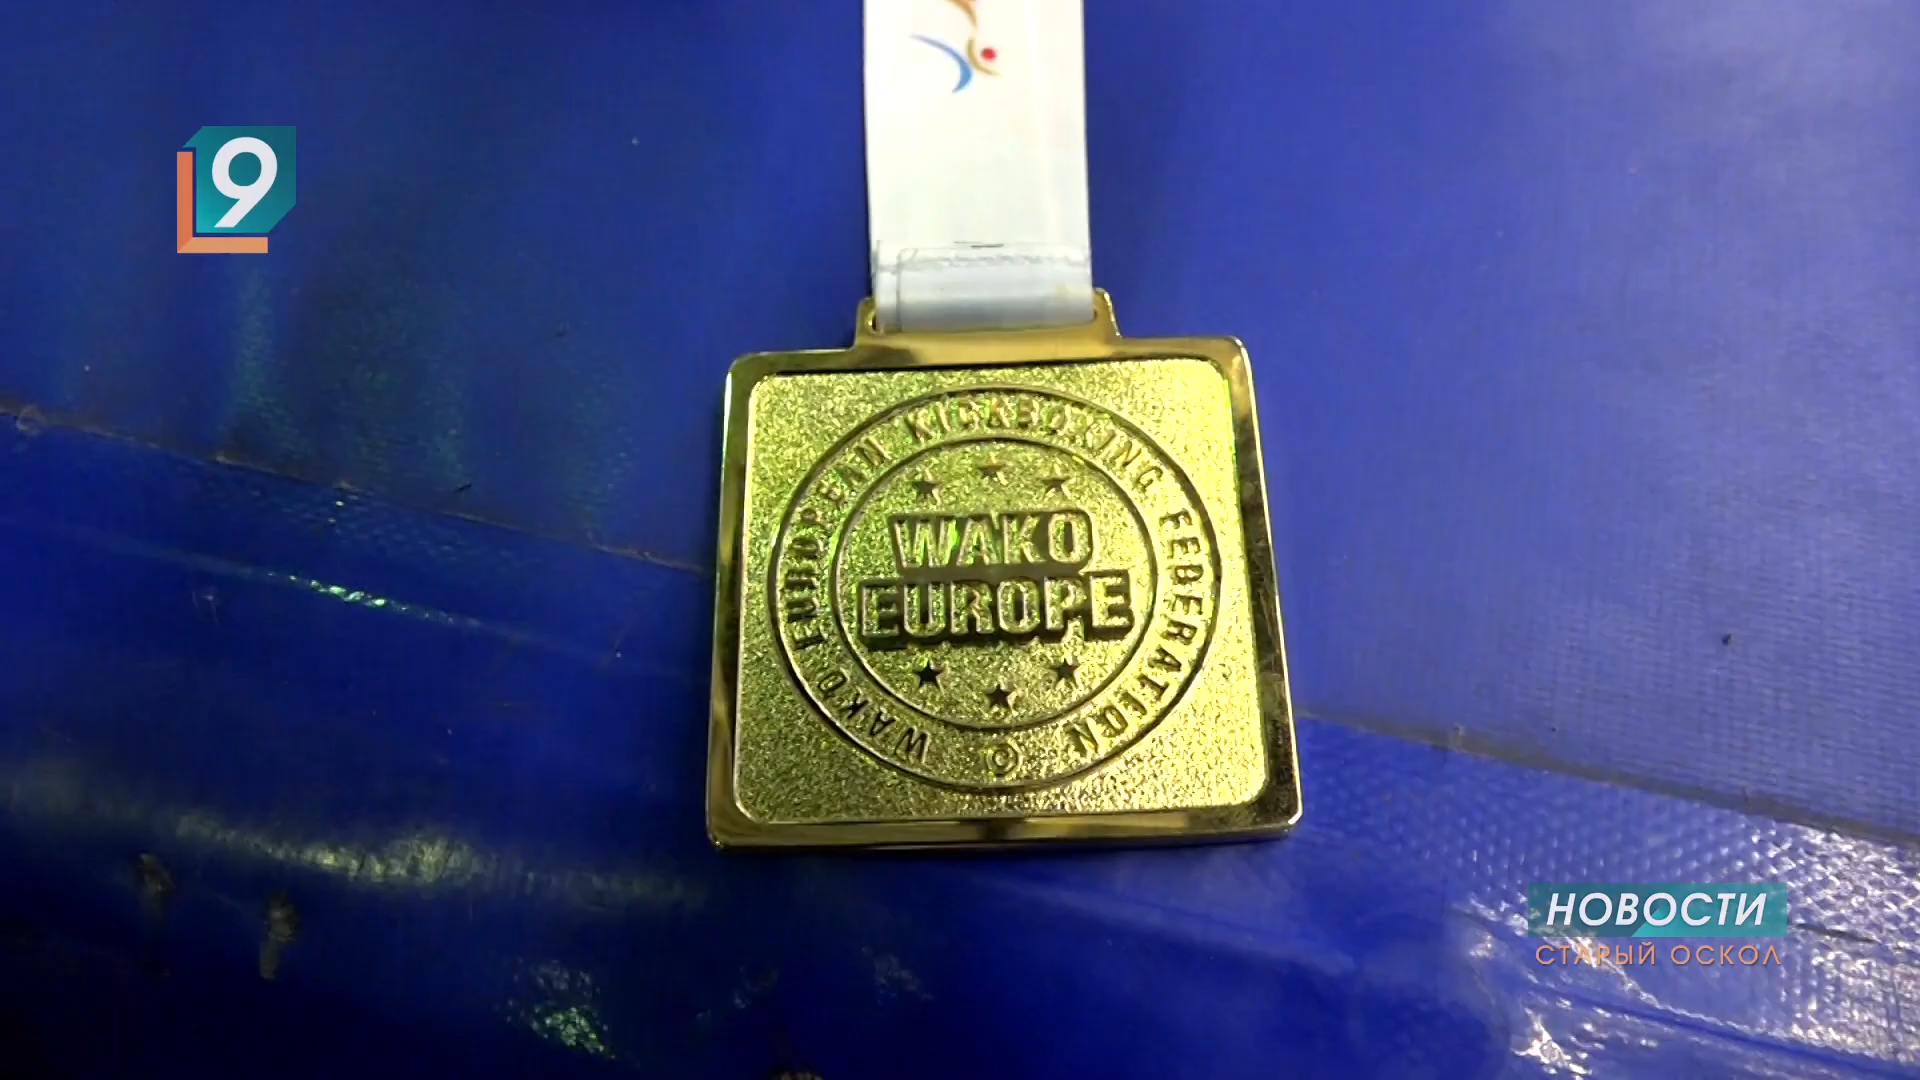 9
WAKO EUROPEAN KICKBOXING FEDERATION ©
WAKO
EUROPE
НОВОСТИ
СТАРЫЙ ОСКОЛ